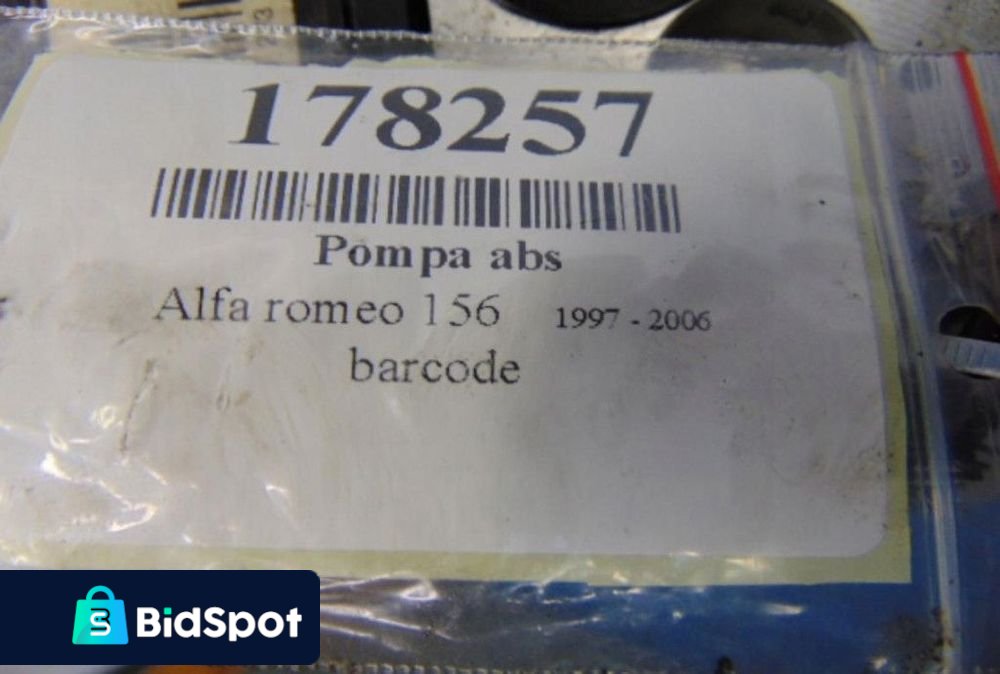 178257
Pompa abs
Alfa romeo 156 1997 - 2006
barcode
BidSpot